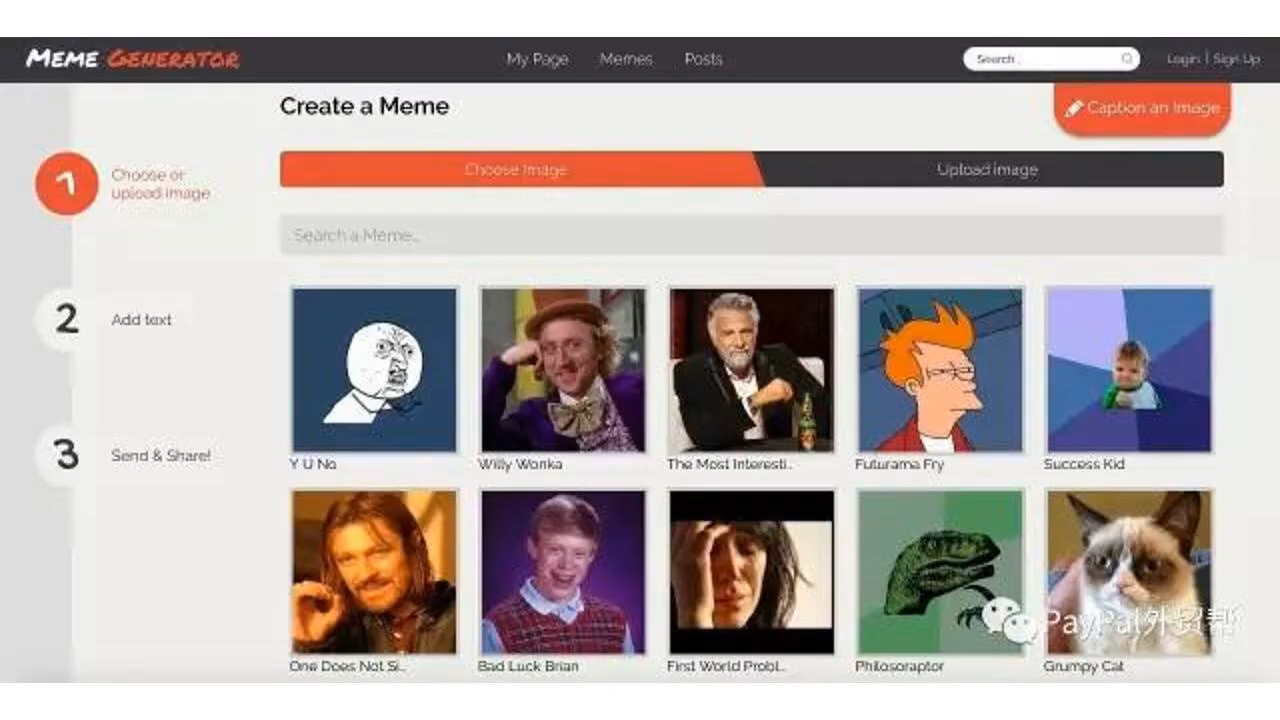 MEME GENERATOR
My Page Memes Posts
Search...
Login | Sign Up
Create a Meme
Caption an Image
1
Choose or
upload image
Choose Image
Upload image
Search a Meme...
2
Add text
3
Send & Share!
Y U No
Willy Wonka
The Most Interesti..
Futurama Fry
Success Kid
One Does Not Si..
Bad Luck Brian
First World Probl..
Philosoraptor
Grumpy Cat
PayPal外贸帮